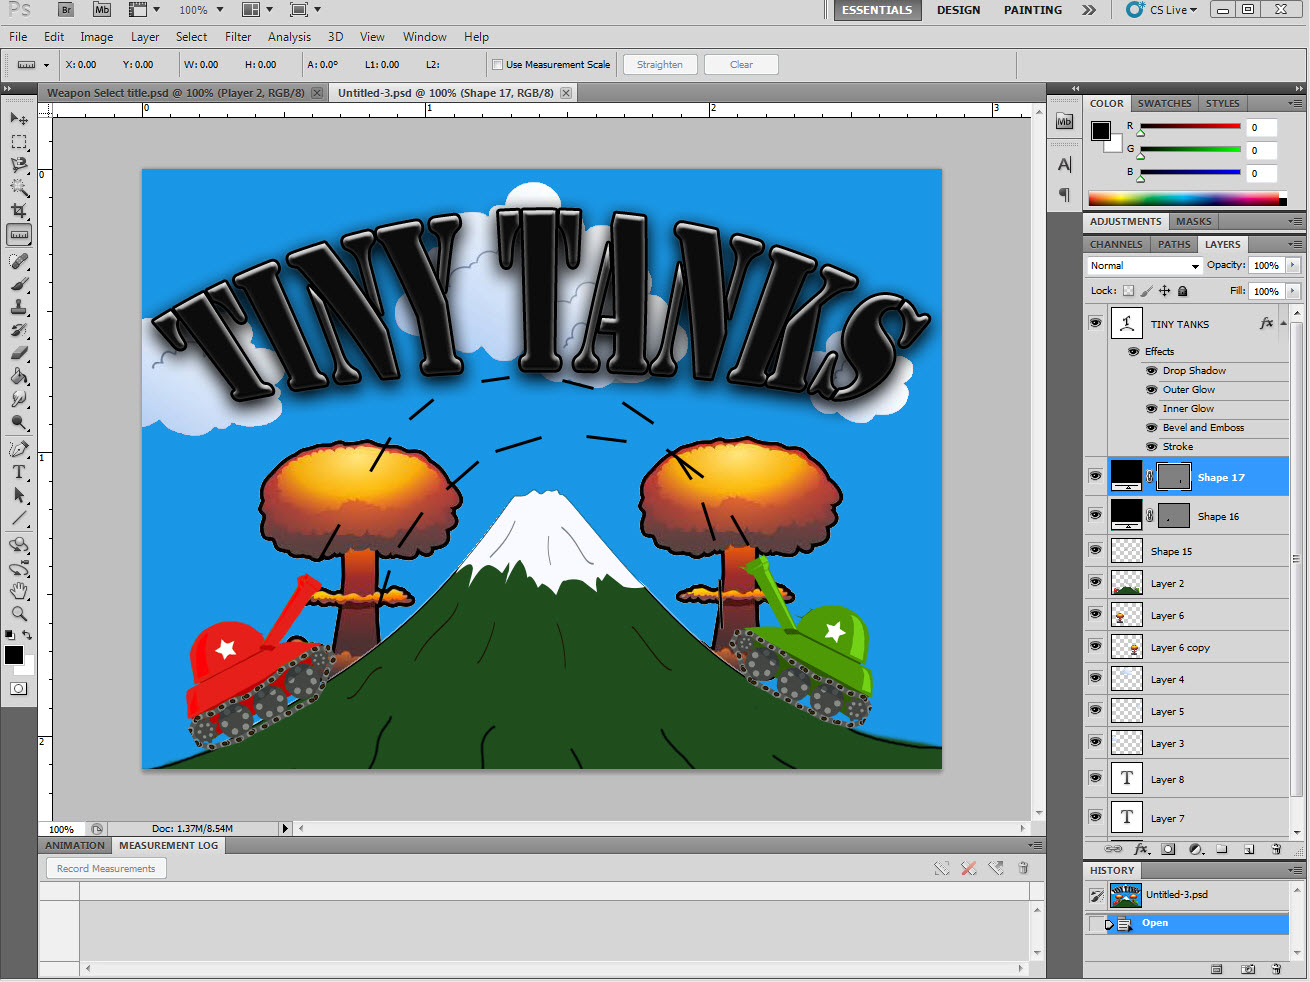 Ps Br Mb 100% ESSENTIALS DESIGN PAINTING CS Live
File Edit Image Layer Select Filter Analysis 3D View Window Help
X: 0.00 Y: 0.00 W: 0.00 H: 0.00 A: 0.0° L1: 0.00 L2: Use Measurement Scale Straighten Clear
Weapon Select title.psd @ 100% (Player 2, RGB/8) Untitled-3.psd @ 100% (Shape 17, RGB/8)
0 1 2 3
0
1
2
TINY TANKS
100% Doc: 1.37M/8.54M
ANIMATION MEASUREMENT LOG
Record Measurements
Mb
A
COLOR SWATCHES STYLES
R 0
G 0
B 0
ADJUSTMENTS MASKS
CHANNELS PATHS LAYERS
Normal Opacity: 100%
Lock: Fill: 100%
TINY TANKS fx
Effects
Drop Shadow
Outer Glow
Inner Glow
Bevel and Emboss
Stroke
Shape 17
Shape 16
Shape 15
Layer 2
Layer 6
Layer 6 copy
Layer 4
Layer 5
Layer 3
T Layer 8
T Layer 7
fx
HISTORY
Untitled-3.psd
Open